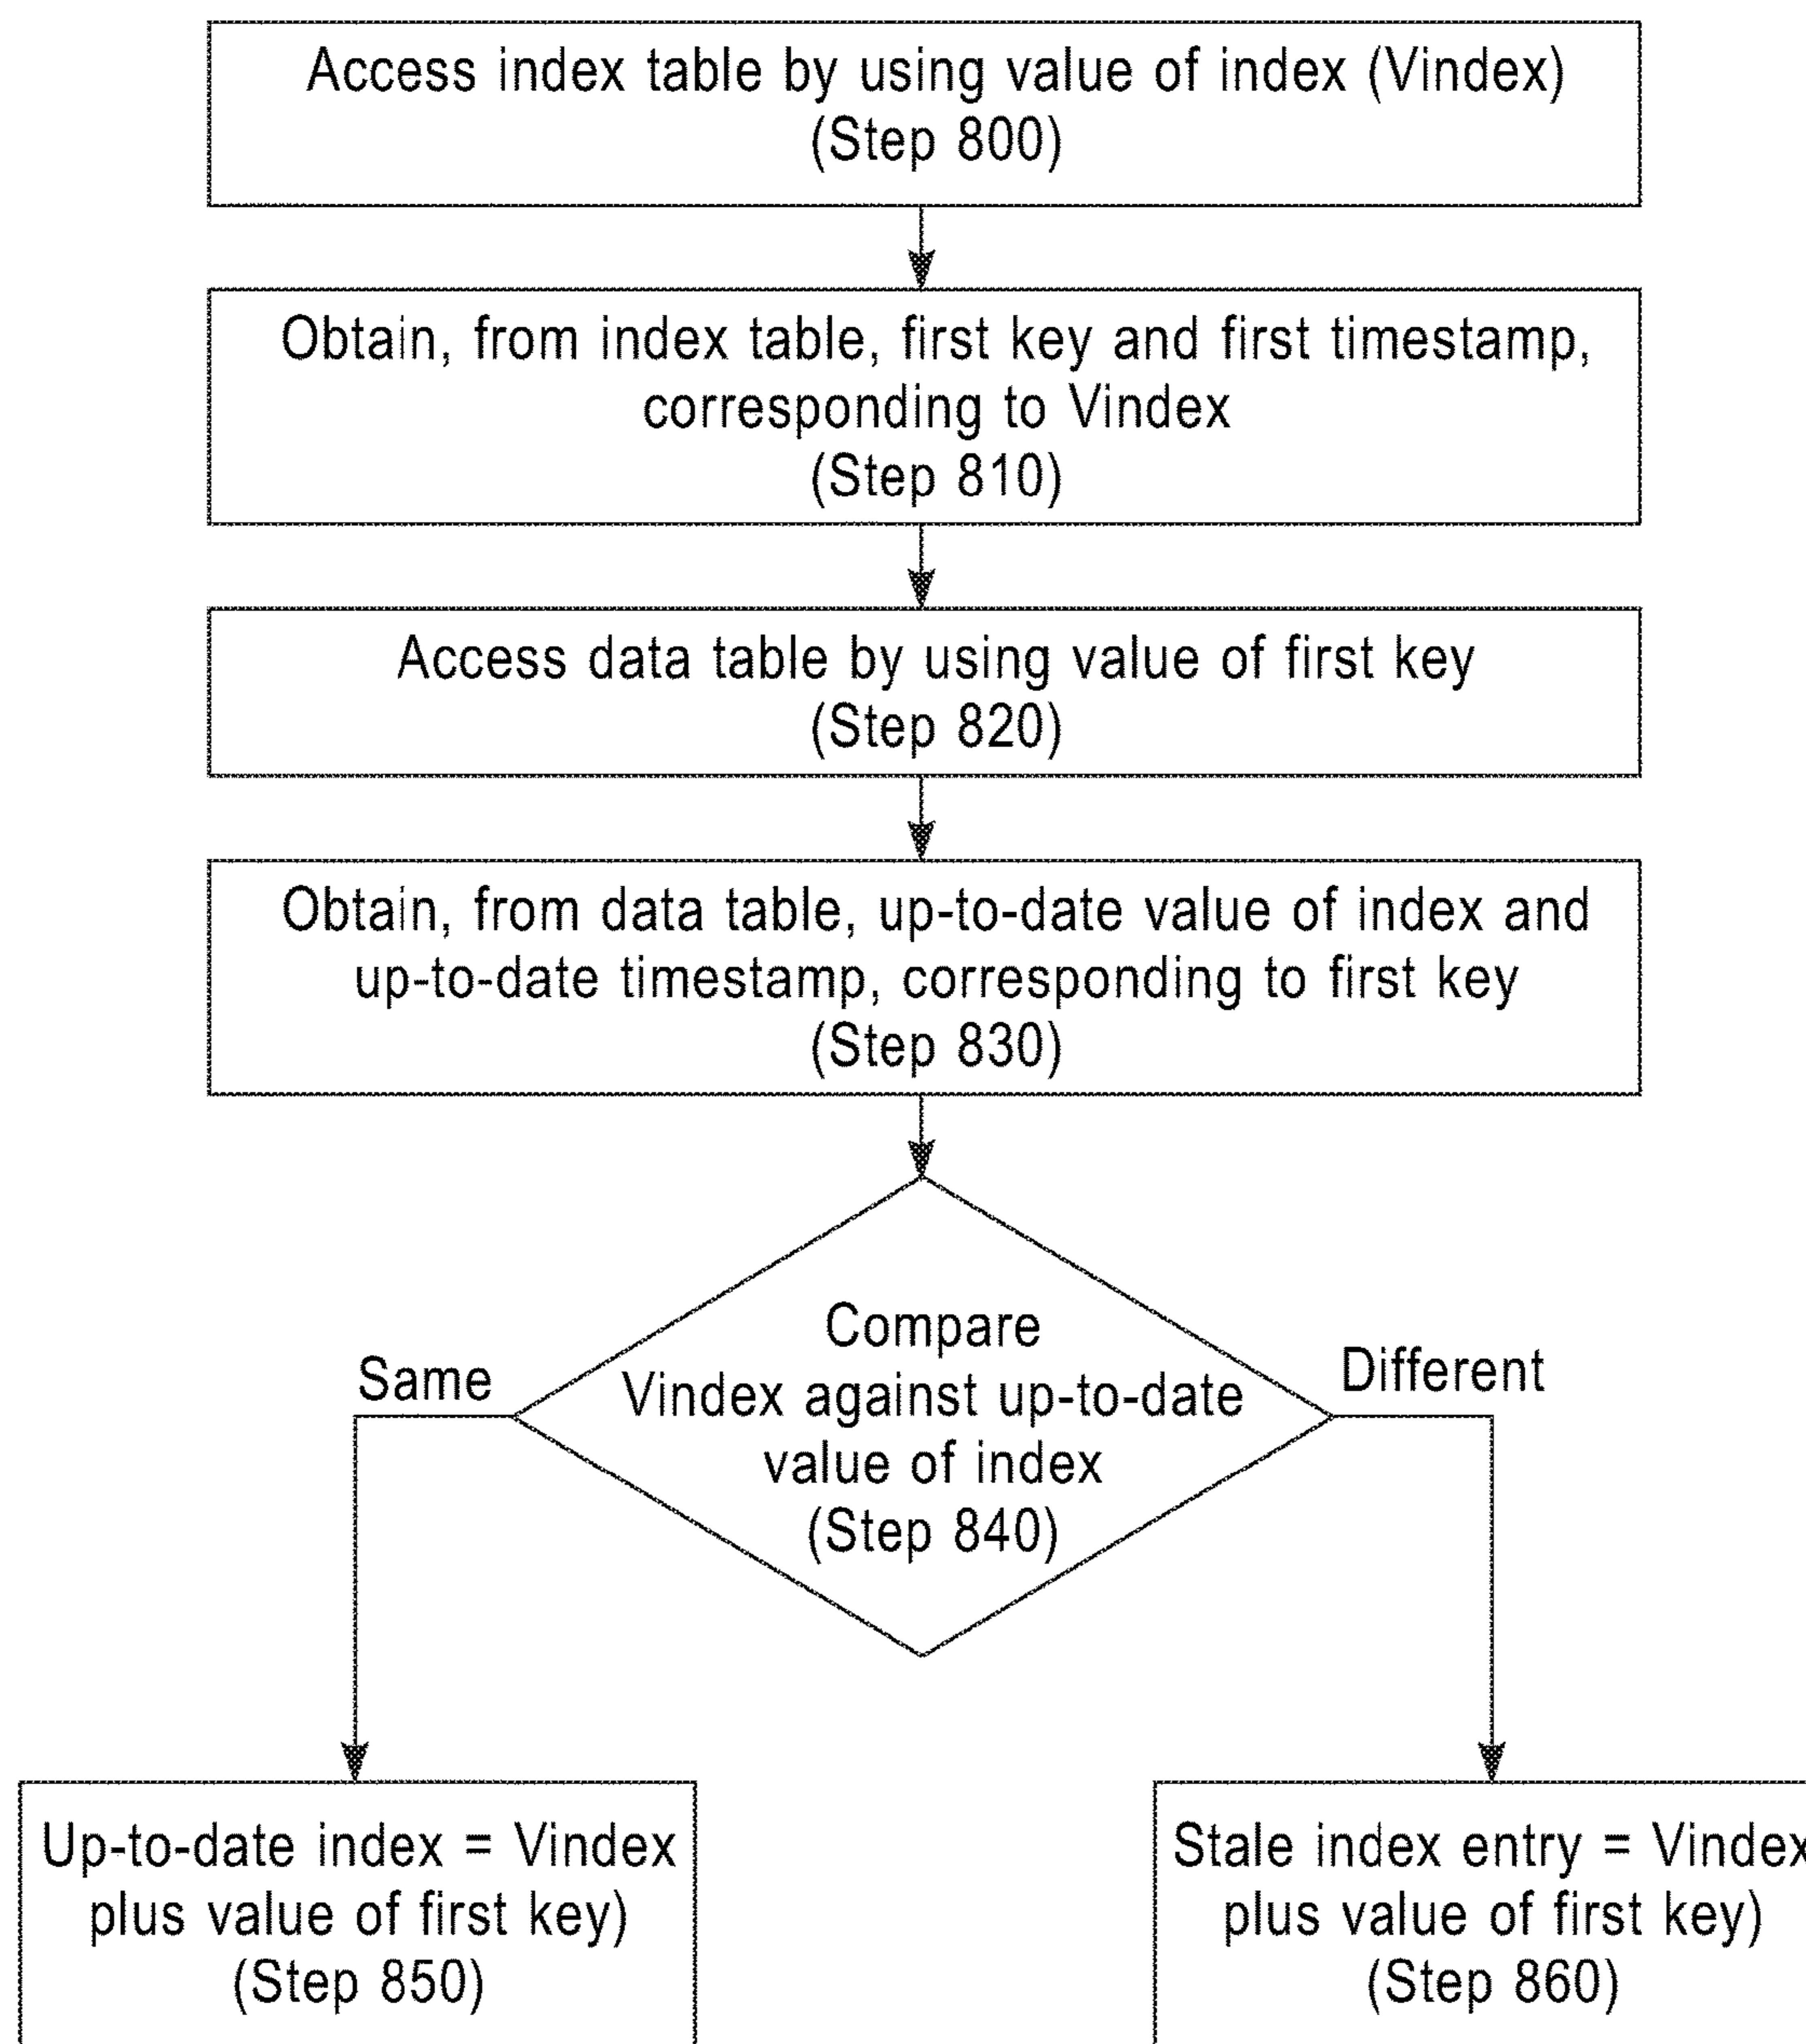 Access index table by using value of index (Vindex)
(Step 800)
Obtain, from index table, first key and first timestamp,
corresponding to Vindex
(Step 810)
Access data table by using value of first key
(Step 820)
Obtain, from data table, up-to-date value of index and
up-to-date timestamp, corresponding to first key
(Step 830)
Compare
Vindex against up-to-date
value of index
(Step 840)
Same
Different
Up-to-date index = Vindex
plus value of first key)
(Step 850)
Stale index entry = Vindex
plus value of first key)
(Step 860)